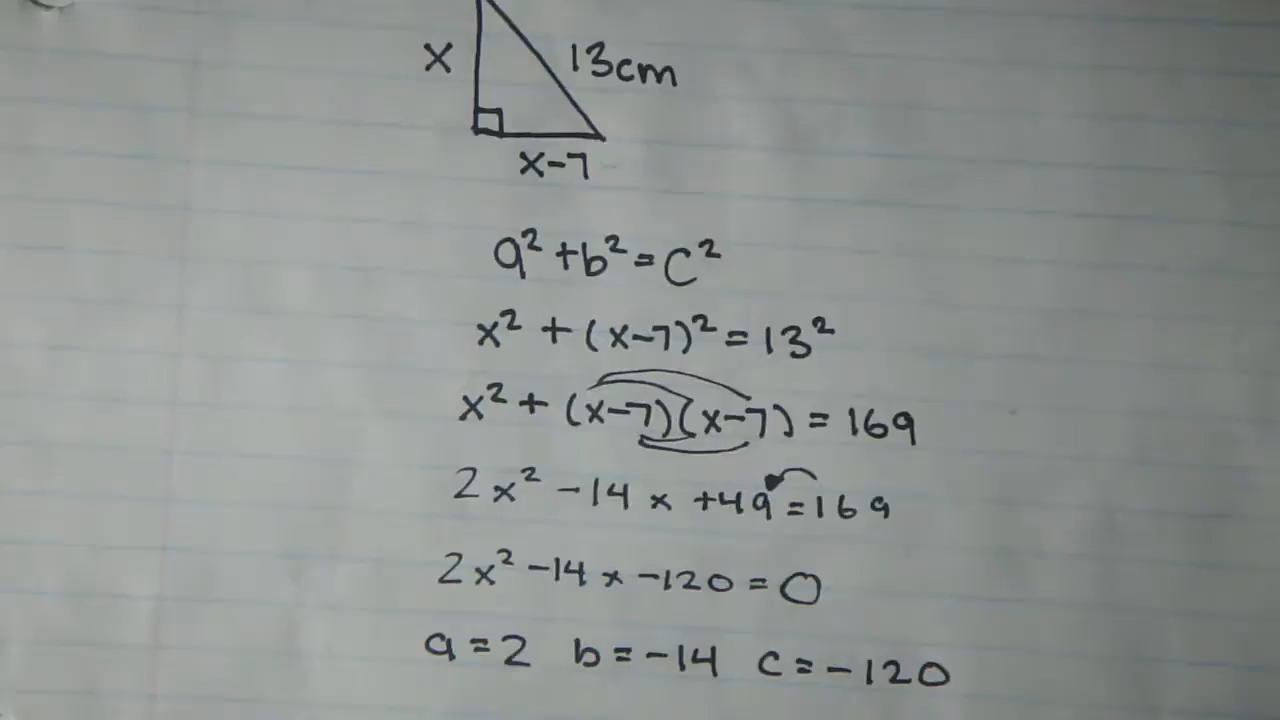 x 13cm
x-7
a² + b² = c²
x² + (x-7)² = 13²
x² + (x-7)(x-7) = 169
2x² - 14x + 49 = 169
2x² - 14x - 120 = 0
a = 2 b = -14 c = -120